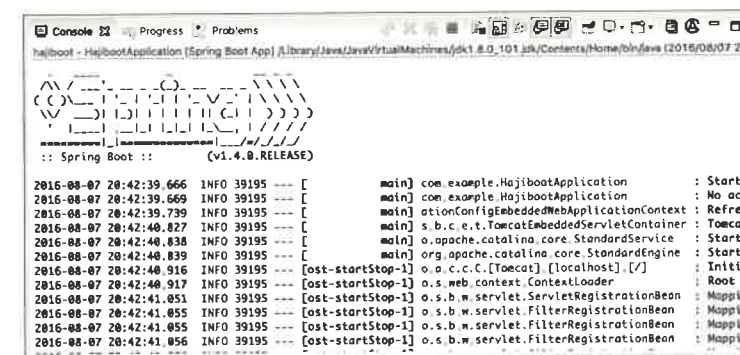 Console Progress Problems
hajiboot - HajibootApplication [Spring Boot App] /Library/Java/JavaVirtualMachines/jdk1.8.0_101.jdk/Contents/Home/bin/java (2016/08/07 2
:: Spring Boot :: (v1.4.0.RELEASE)
2016-08-07 20:42:39.666 INFO 39195 --- [ main] com.example.HajibootApplication : Start
2016-08-07 20:42:39.669 INFO 39195 --- [ main] com.example.HajibootApplication : No ac
2016-08-07 20:42:39.739 INFO 39195 --- [ main] ationConfigEmbeddedWebApplicationContext : Refre
2016-08-07 20:42:40.827 INFO 39195 --- [ main] s.b.c.e.t.TomcatEmbeddedServletContainer : Tomca
2016-08-07 20:42:40.838 INFO 39195 --- [ main] o.apache.catalina.core.StandardService : Start
2016-08-07 20:42:40.839 INFO 39195 --- [ main] org.apache.catalina.core.StandardEngine : Start
2016-08-07 20:42:40.916 INFO 39195 --- [ost-startStop-1] o.a.c.c.C.[Tomcat].[localhost].[/] : Initi
2016-08-07 20:42:40.917 INFO 39195 --- [ost-startStop-1] o.s.web.context.ContextLoader : Root
2016-08-07 20:42:41.051 INFO 39195 --- [ost-startStop-1] o.s.b.w.servlet.ServletRegistrationBean : Mappi
2016-08-07 20:42:41.055 INFO 39195 --- [ost-startStop-1] o.s.b.w.servlet.FilterRegistrationBean : Mappi
2016-08-07 20:42:41.055 INFO 39195 --- [ost-startStop-1] o.s.b.w.servlet.FilterRegistrationBean : Mappi
2016-08-07 20:42:41.056 INFO 39195 --- [ost-startStop-1] o.s.b.w.servlet.FilterRegistrationBean : Mappi